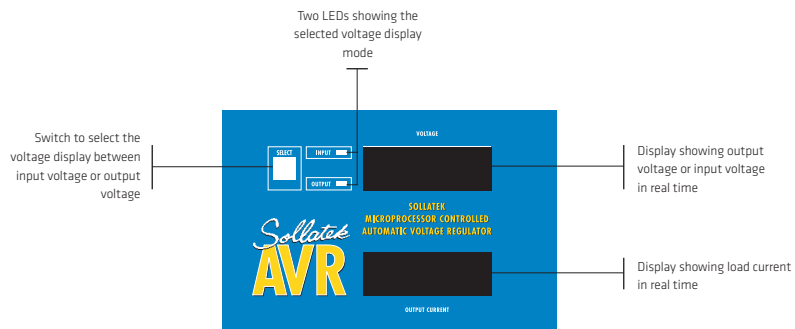 Two LEDs showing the
selected voltage display
mode
Switch to select the
voltage display between
input voltage or output
voltage
SELECT
INPUT
OUTPUT
VOLTAGE
Display showing output
voltage or input voltage
in real time
SOLLATEK
MICROPROCESSOR CONTROLLED
AUTOMATIC VOLTAGE REGULATOR
Sollatek
AVR
OUTPUT CURRENT
Display showing load current
in real time